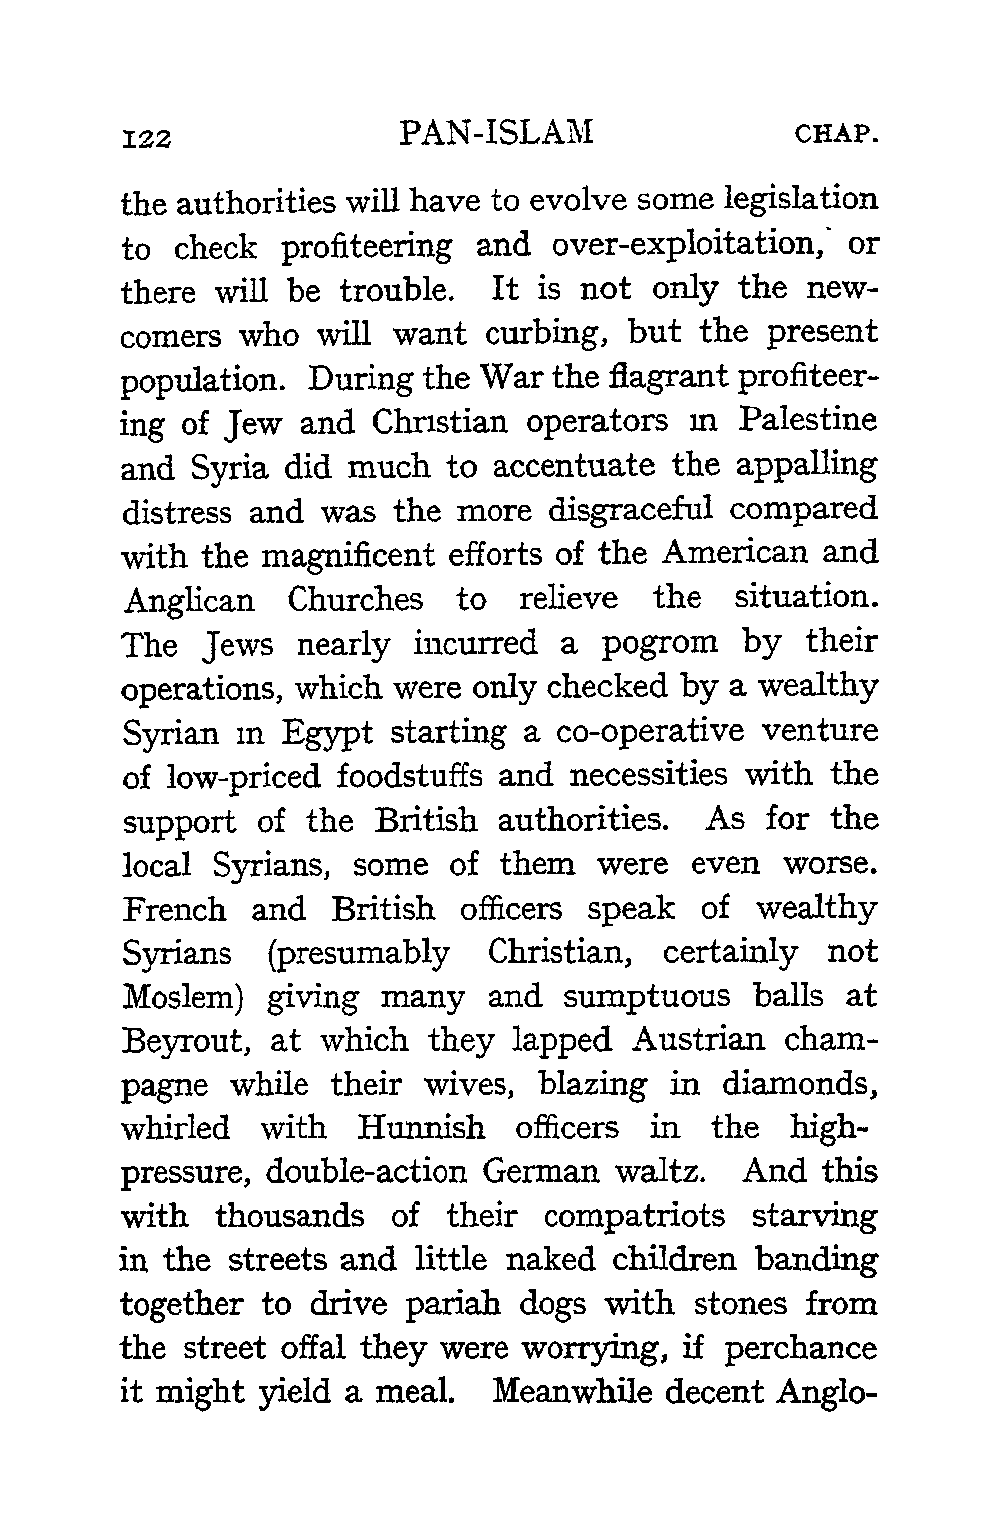 122 PAN-ISLAM CHAP.
the authorities will have to evolve some legislation
to check profiteering and over-exploitation, or
there will be trouble. It is not only the new-
comers who will want curbing, but the present
population. During the War the flagrant profiteer-
ing of Jew and Christian operators in Palestine
and Syria did much to accentuate the appalling
distress and was the more disgraceful compared
with the magnificent efforts of the American and
Anglican Churches to relieve the situation.
The Jews nearly incurred a pogrom by their
operations, which were only checked by a wealthy
Syrian in Egypt starting a co-operative venture
of low-priced foodstuffs and necessities with the
support of the British authorities. As for the
local Syrians, some of them were even worse.
French and British officers speak of wealthy
Syrians (presumably Christian, certainly not
Moslem) giving many and sumptuous balls at
Beyrout, at which they lapped Austrian cham-
pagne while their wives, blazing in diamonds,
whirled with Hunnish officers in the high-
pressure, double-action German waltz. And this
with thousands of their compatriots starving
in the streets and little naked children banding
together to drive pariah dogs with stones from
the street offal they were worrying, if perchance
it might yield a meal. Meanwhile decent Anglo-